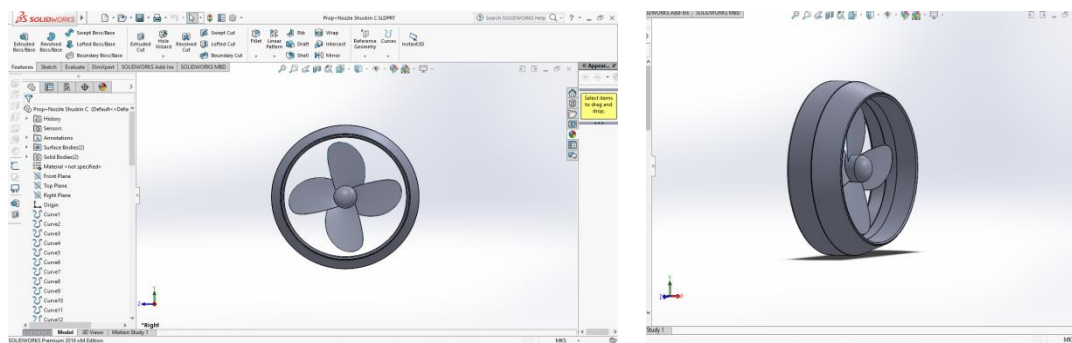 SOLIDWORKS
Prop+Nozzle Shuskin C.SLDPRT
Search SOLIDWORKS Help
Extruded Boss/Base
Revolved Boss/Base
Swept Boss/Base
Lofted Boss/Base
Boundary Boss/Base
Extruded Cut
Hole Wizard
Revolved Cut
Swept Cut
Lofted Cut
Boundary Cut
Fillet
Linear Pattern
Rib
Draft
Shell
Wrap
Intersect
Mirror
Reference Geometry
Curves
Instant3D
Features Sketch Evaluate DimXpert SOLIDWORKS Add-Ins SOLIDWORKS MBD
Appear...
Select items
to drag and
drop.
Prop+Nozzle Shuskin C (Default<<Defa
History
Sensors
Annotations
Surface Bodies(2)
Solid Bodies(2)
Material <not specified>
Front Plane
Top Plane
Right Plane
Origin
Curve1
Curve2
Curve3
Curve4
Curve5
Curve6
Curve7
Curve8
Curve9
Curve10
Curve11
Curve12
*Right
Model 3D Views Motion Study 1
SOLIDWORKS Premium 2016 x64 Edition
MKS
SOLIDWORKS MBD
Study 1
MK